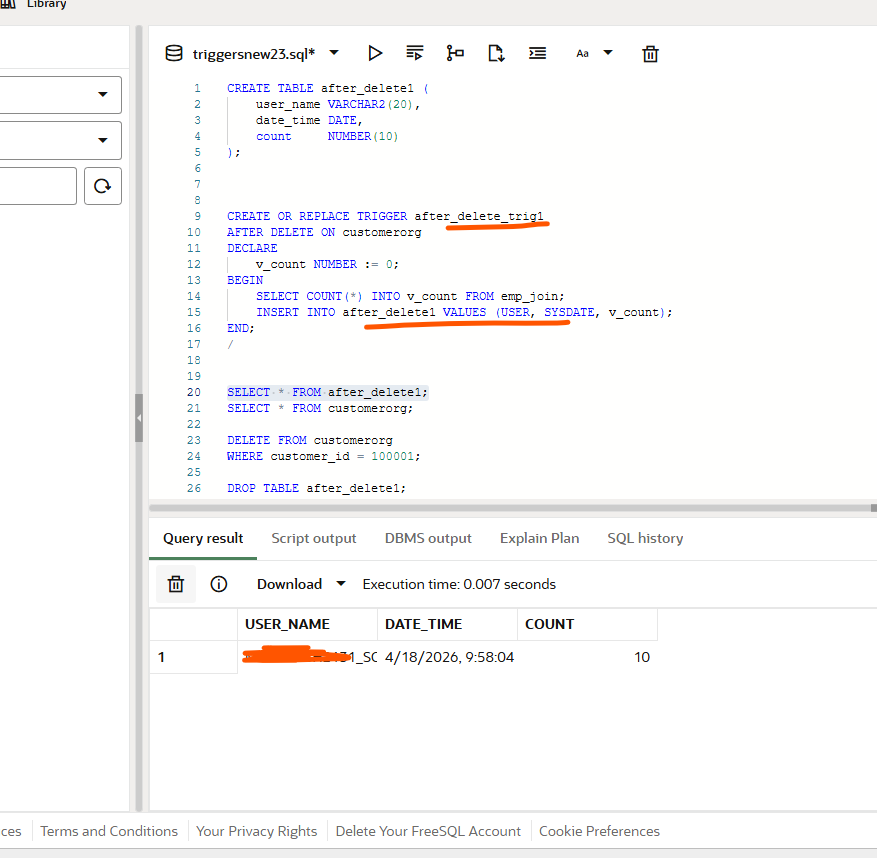 Library
triggersnew23.sql*
Aa
1 CREATE TABLE after_delete1 (
2 user_name VARCHAR2(20),
3 date_time DATE,
4 count NUMBER(10)
5 );
6
7
8
9 CREATE OR REPLACE TRIGGER after_delete_trig1
10 AFTER DELETE ON customerorg
11 DECLARE
12 v_count NUMBER := 0;
13 BEGIN
14 SELECT COUNT(*) INTO v_count FROM emp_join;
15 INSERT INTO after_delete1 VALUES (USER, SYSDATE, v_count);
16 END;
17 /
18
19
20 SELECT * FROM after_delete1;
21 SELECT * FROM customerorg;
22
23 DELETE FROM customerorg
24 WHERE customer_id = 100001;
25
26 DROP TABLE after_delete1;
Query result Script output DBMS output Explain Plan SQL history
Download Execution time: 0.007 seconds
USER_NAME DATE_TIME COUNT
1 _SC 4/18/2026, 9:58:04 10
Terms and Conditions Your Privacy Rights Delete Your FreeSQL Account Cookie Preferences